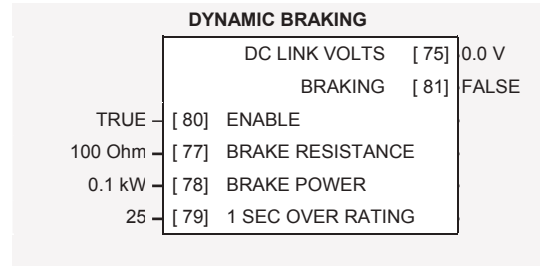 DYNAMIC BRAKING
DC LINK VOLTS [ 75] 0.0 V
BRAKING [ 81] FALSE
TRUE [ 80] ENABLE
100 Ohm [ 77] BRAKE RESISTANCE
0.1 kW [ 78] BRAKE POWER
25 [ 79] 1 SEC OVER RATING